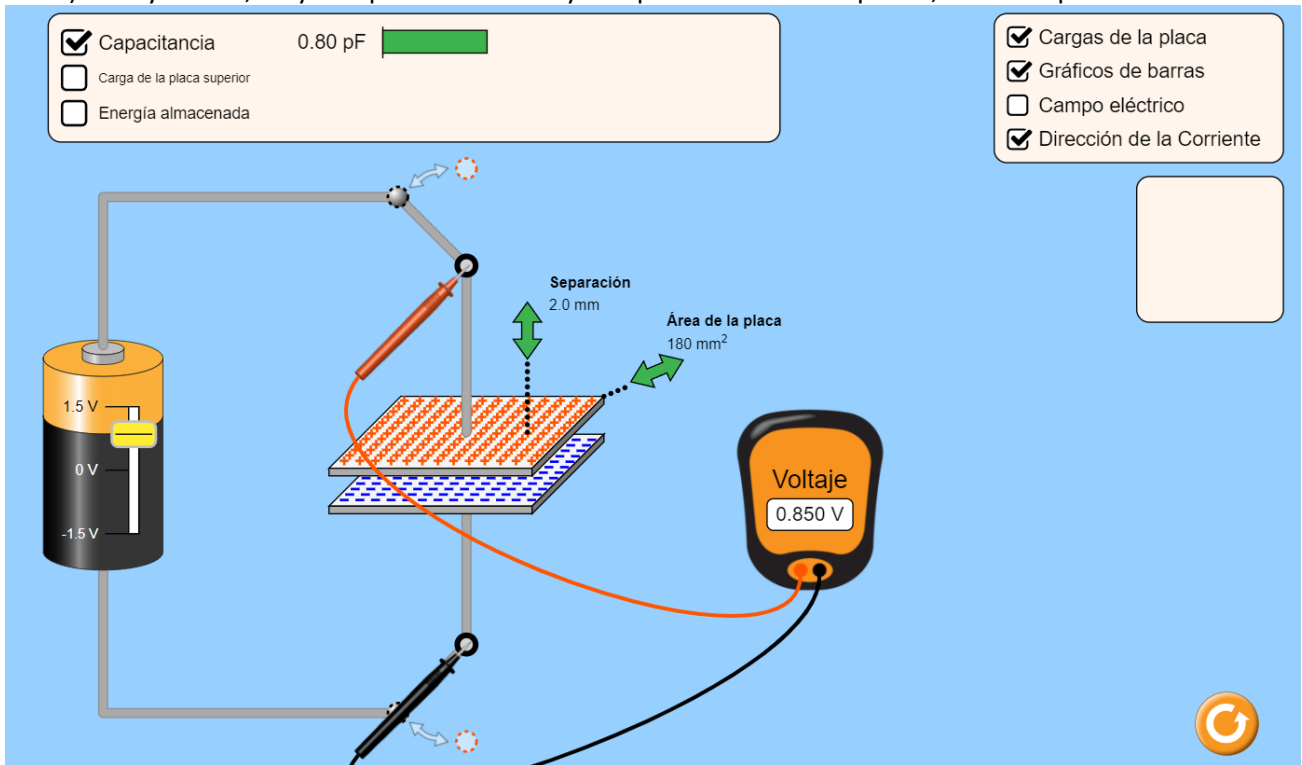 Capacitancia 0.80 pF
Carga de la placa superior
Energía almacenada
Cargas de la placa
Gráficos de barras
Campo eléctrico
Dirección de la Corriente
Separación
2.0 mm
Área de la placa
180 mm²
1.5 V
0 V
-1.5 V
Voltaje
0.850 V